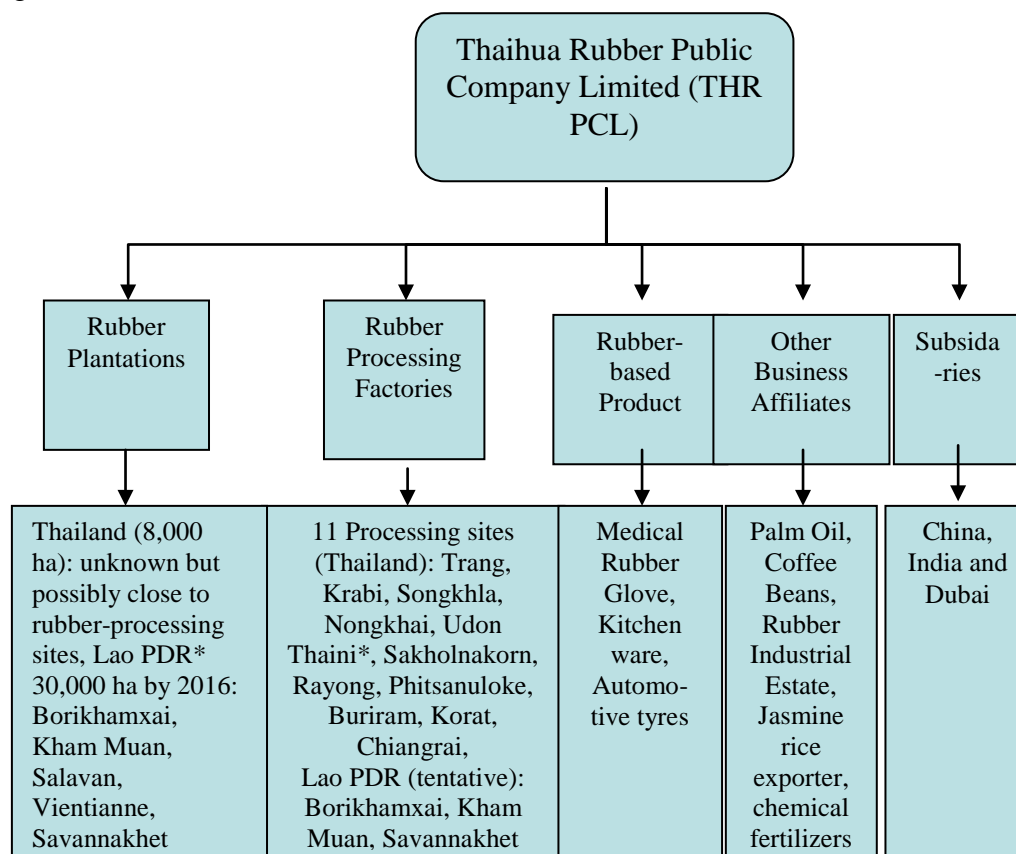 Thaihua Rubber Public
Company Limited (THR
PCL)
Rubber
Plantations
Rubber
Processing
Factories
Rubber-
based
Product
Other
Business
Affiliates
Subsida
-ries
Thailand (8,000
ha): unknown but
possibly close to
rubber-processing
sites, Lao PDR*
30,000 ha by 2016:
Borikhamxai,
Kham Muan,
Salavan,
Vientianne,
Savannakhet
11 Processing sites
(Thailand): Trang,
Krabi, Songkhla,
Nongkhai, Udon
Thaini*, Sakholnakorn,
Rayong, Phitsanuloke,
Buriram, Korat,
Chiangrai,
Lao PDR (tentative):
Borikhamxai, Kham
Muan, Savannakhet
Medical
Rubber
Glove,
Kitchen
ware,
Automo-
tive tyres
Palm Oil,
Coffee
Beans,
Rubber
Industrial
Estate,
Jasmine
rice
exporter,
chemical
fertilizers
China,
India and
Dubai